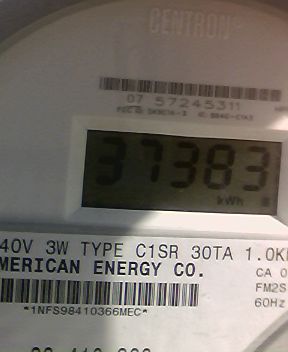 CENTRON
07 57245311
37383
kWh
40V 3W TYPE C1SR 30TA 1.0K
MERICAN ENERGY CO.
CA 0
FM2S
60Hz
*1NFS98410366MEC*